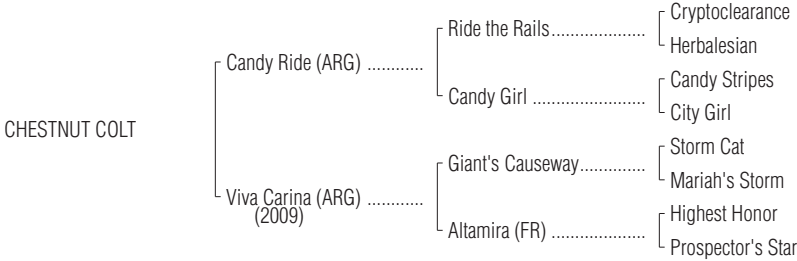 CHESTNUT COLT
Candy Ride (ARG) ............
Viva Carina (ARG) ............
(2009)
Ride the Rails....................
Candy Girl ........................
Giant's Causeway..............
Altamira (FR) ....................
Cryptoclearance
Herbalesian
Candy Stripes
City Girl
Storm Cat
Mariah's Storm
Highest Honor
Prospector's Star